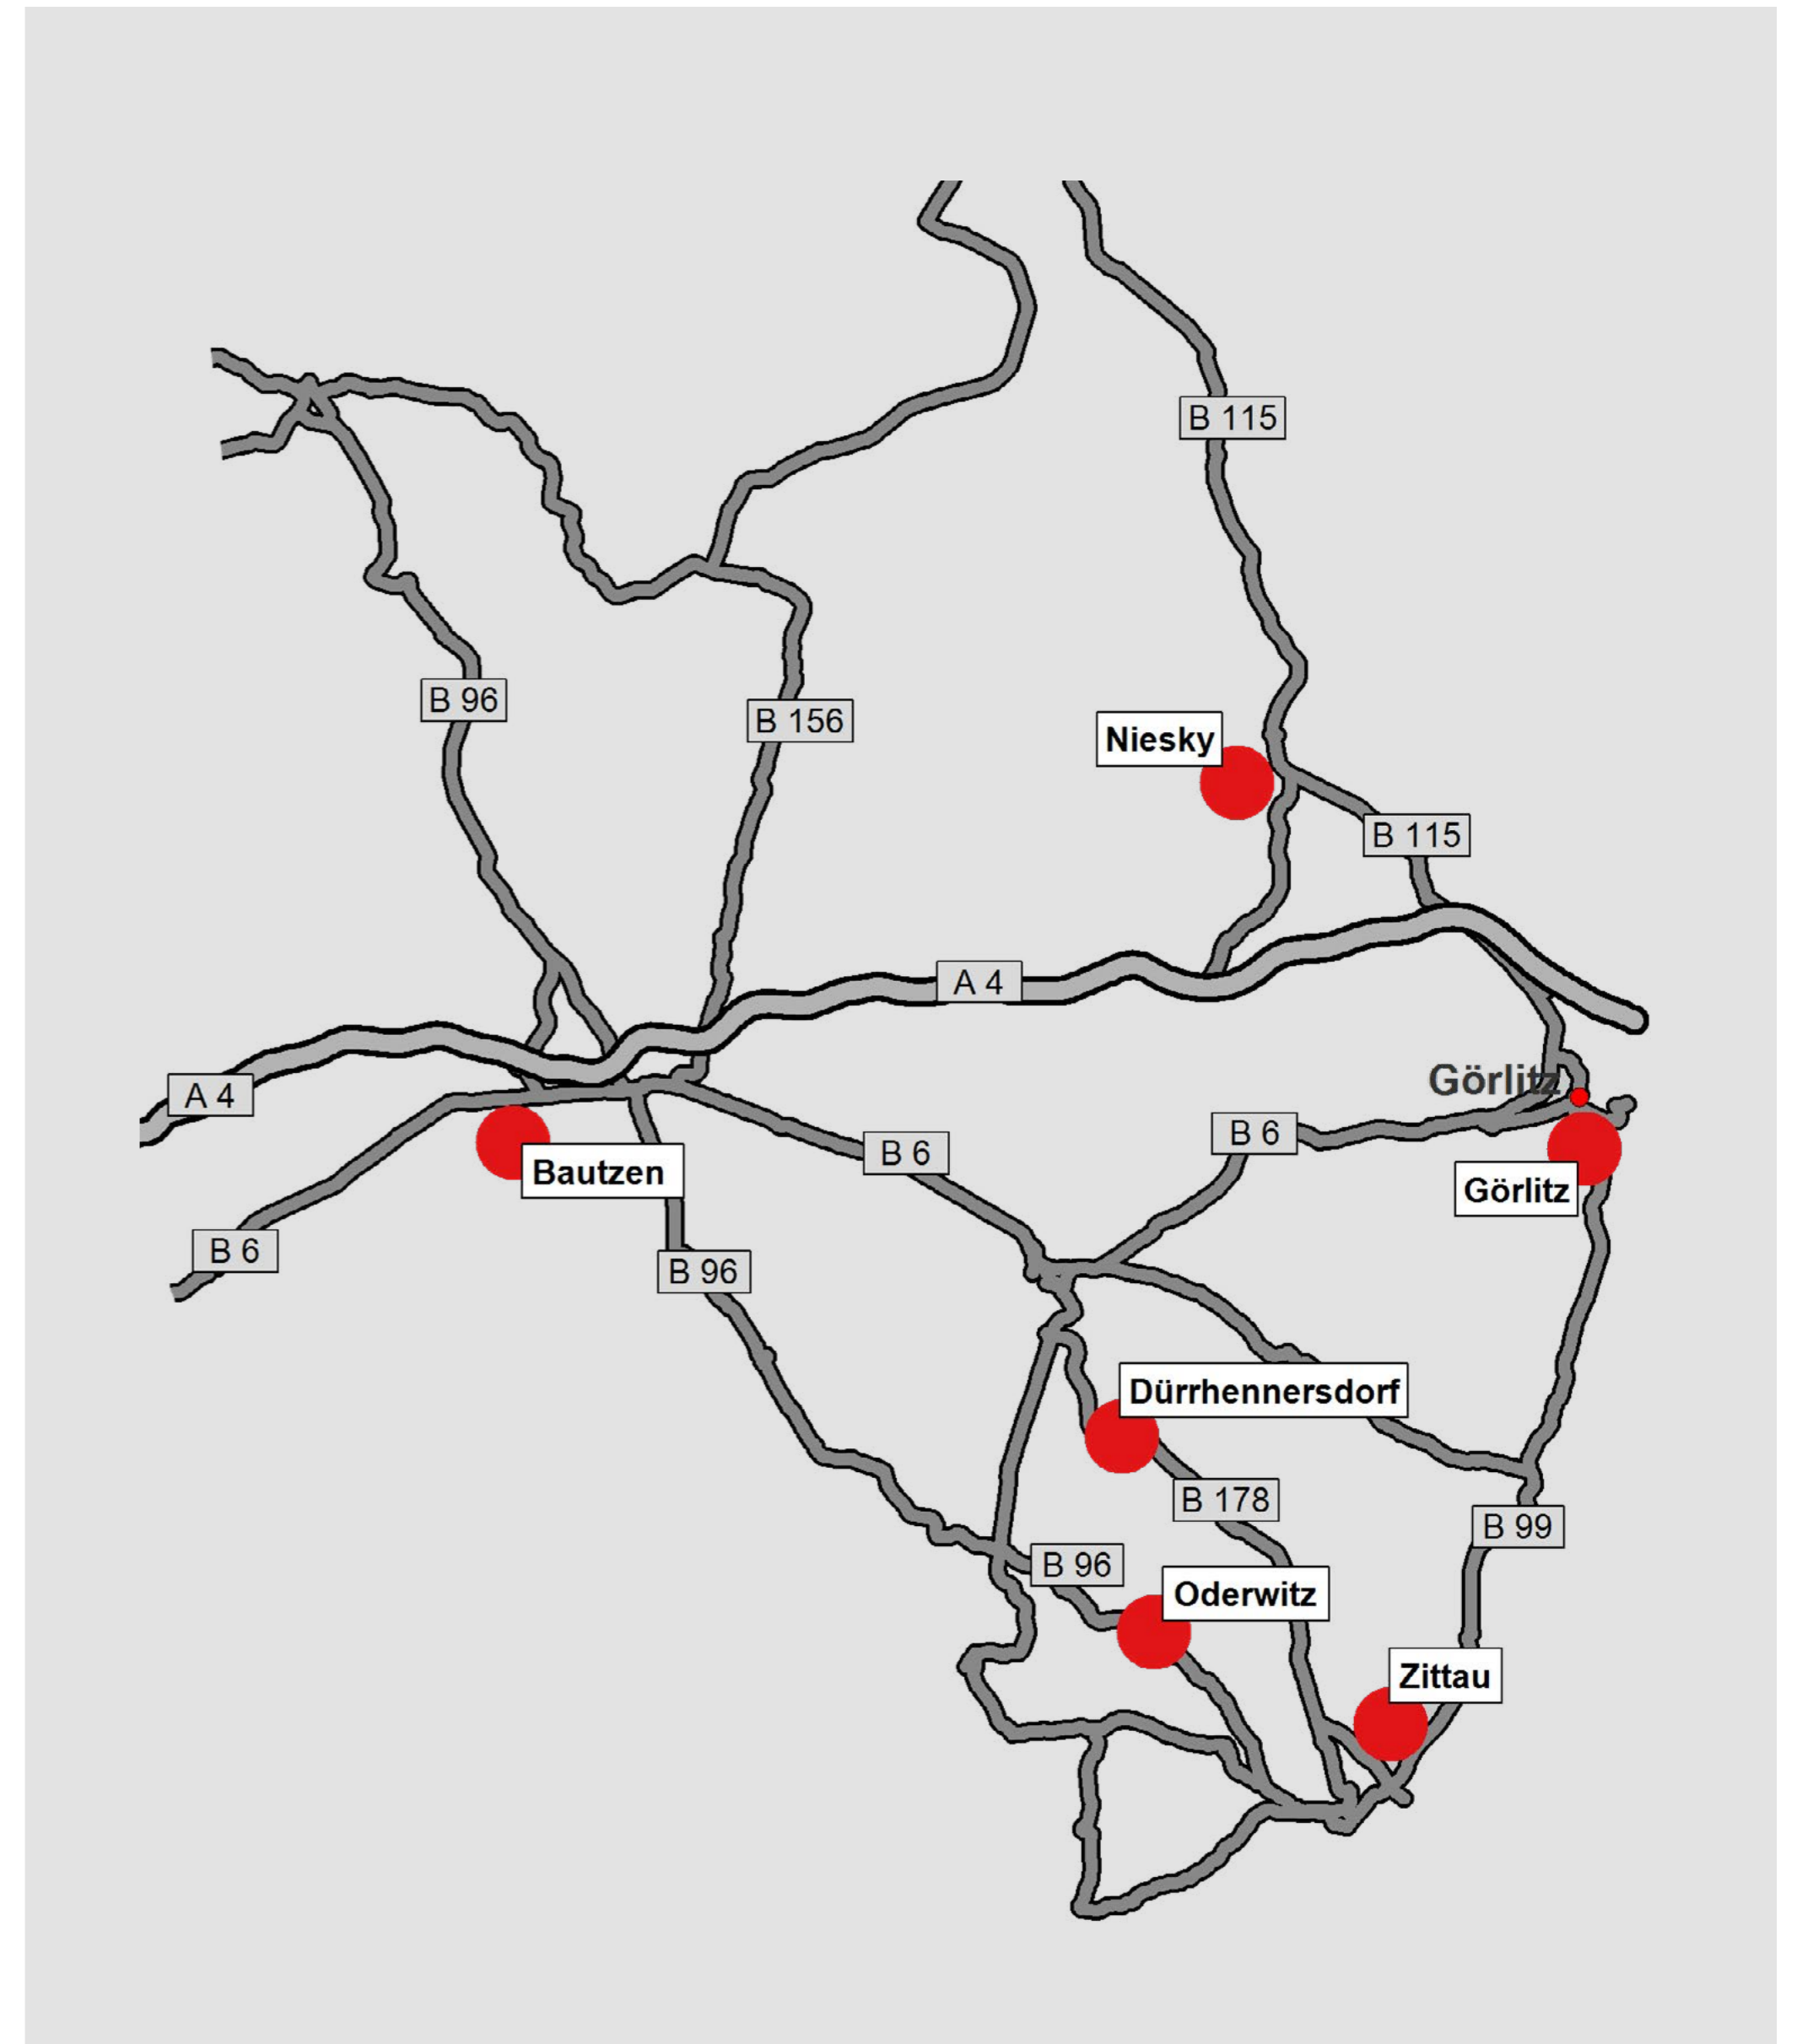 B 115
B 96
B 156
Niesky
B 115
A 4
Görlitz
A 4
B 6
B 6
Bautzen
Görlitz
B 6
B 96
Dürrhennersdorf
B 178
B 99
B 96
Oderwitz
Zittau